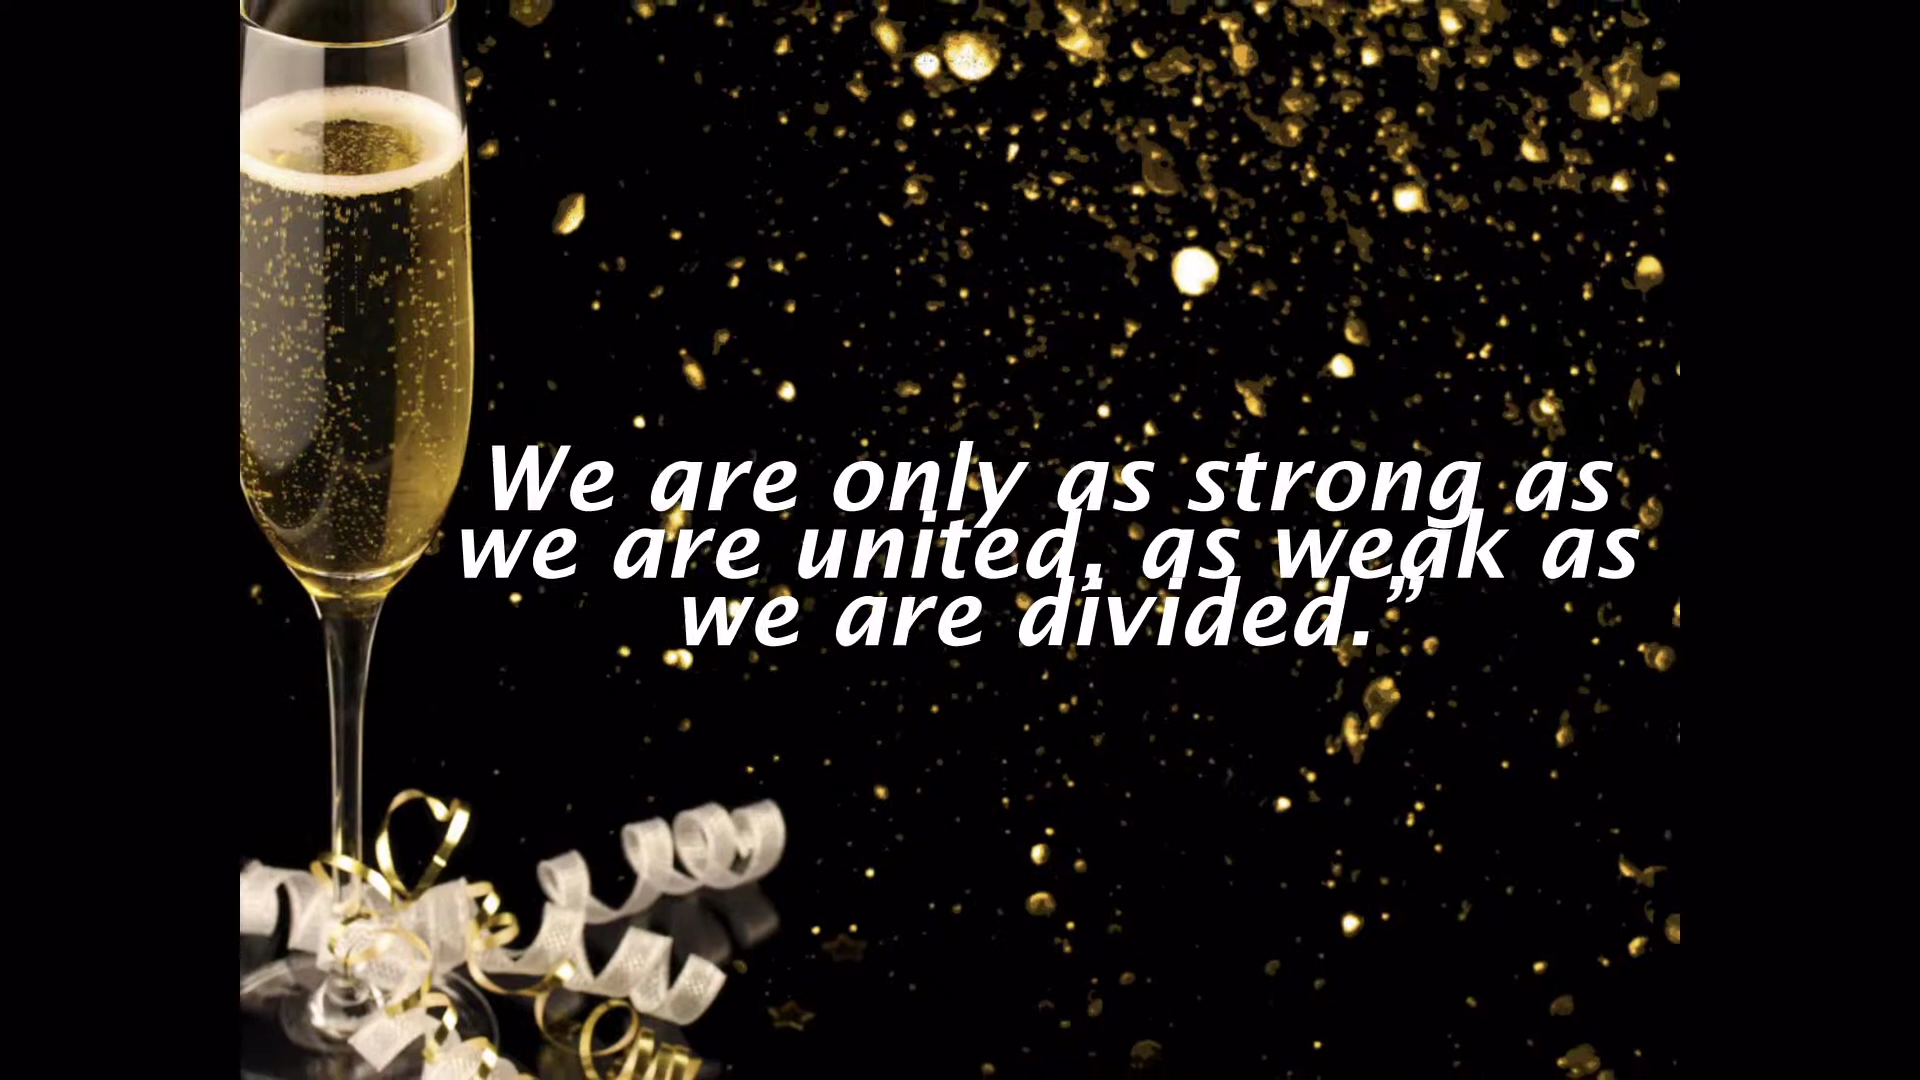 We are only as strong as
we are united, as weak as
we are divided.”